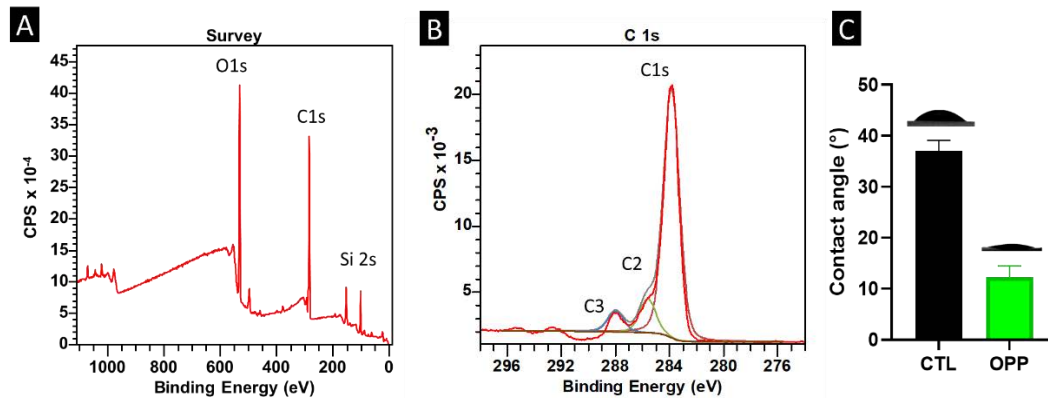 A
Survey
O1s
C1s
Si 2s
45
40
35
30
25
20
15
10
5
0
CPS x 10⁻⁴
1000 800 600 400 200 0
Binding Energy (eV)
B
C 1s
C1s
C2
C3
20
15
10
5
CPS x 10⁻³
296 292 288 284 280 276
Binding Energy (eV)
C
50
40
30
20
10
0
Contact angle (°)
CTL OPP